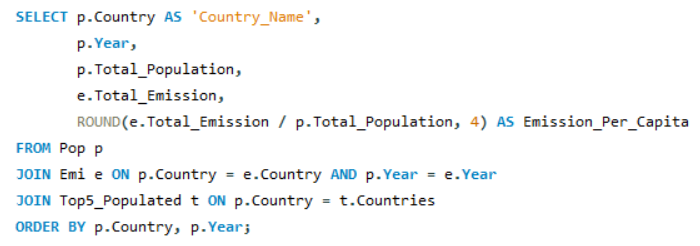 SELECT p.Country AS 'Country_Name',
p.Year,
p.Total_Population,
e.Total_Emission,
ROUND(e.Total_Emission / p.Total_Population, 4) AS Emission_Per_Capita
FROM Pop p
JOIN Emi e ON p.Country = e.Country AND p.Year = e.Year
JOIN Top5_Populated t ON p.Country = t.Countries
ORDER BY p.Country, p.Year;